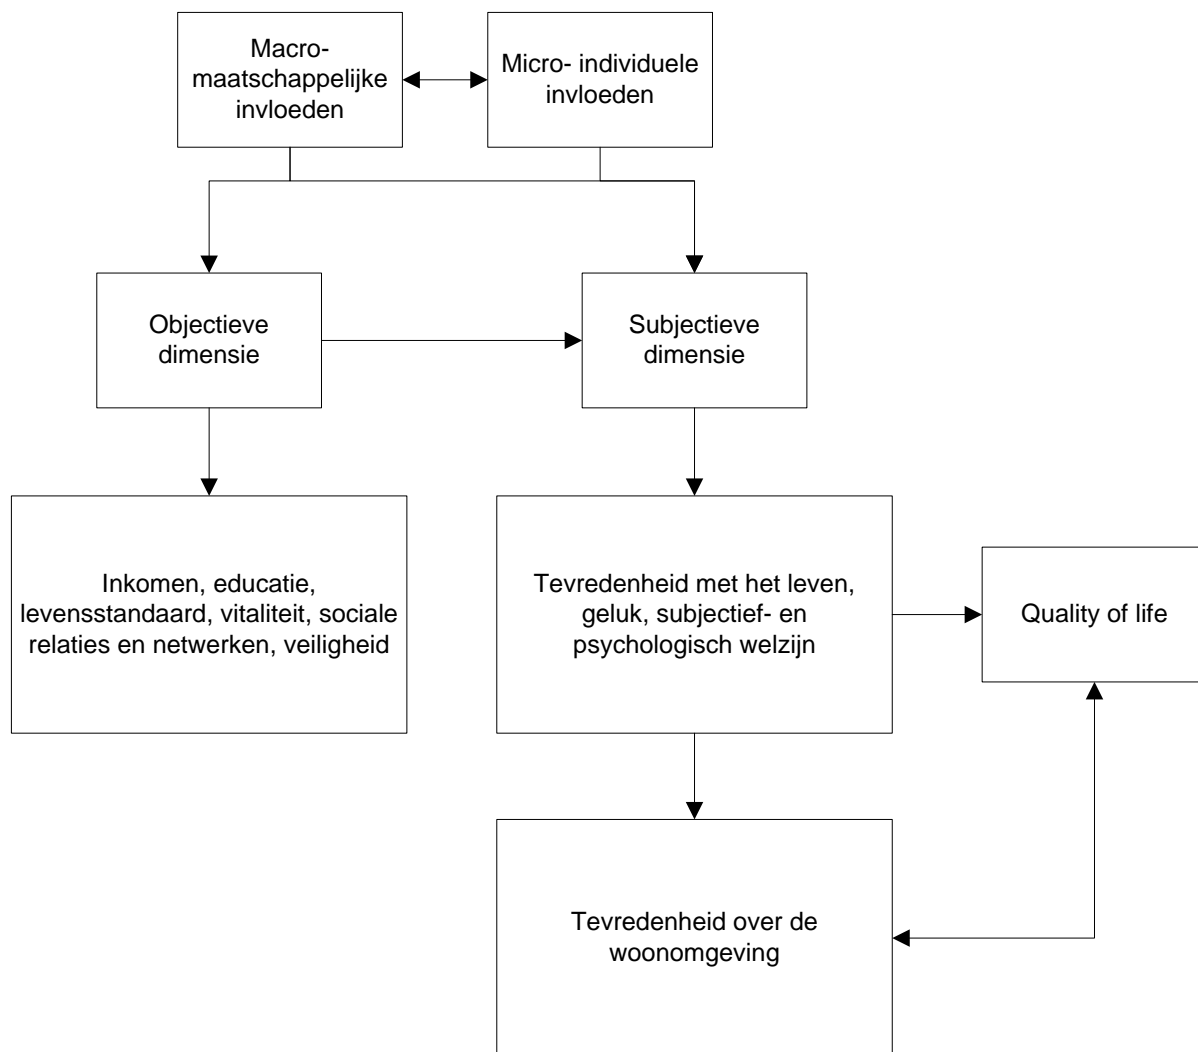 Macro-
maatschappelijke
invloeden
Micro- individuele
invloeden
Objectieve
dimensie
Subjectieve
dimensie
Inkomen, educatie,
levensstandaard, vitaliteit, sociale
relaties en netwerken, veiligheid
Tevredenheid met het leven,
geluk, subjectief- en
psychologisch welzijn
Quality of life
Tevredenheid over de
woonomgeving